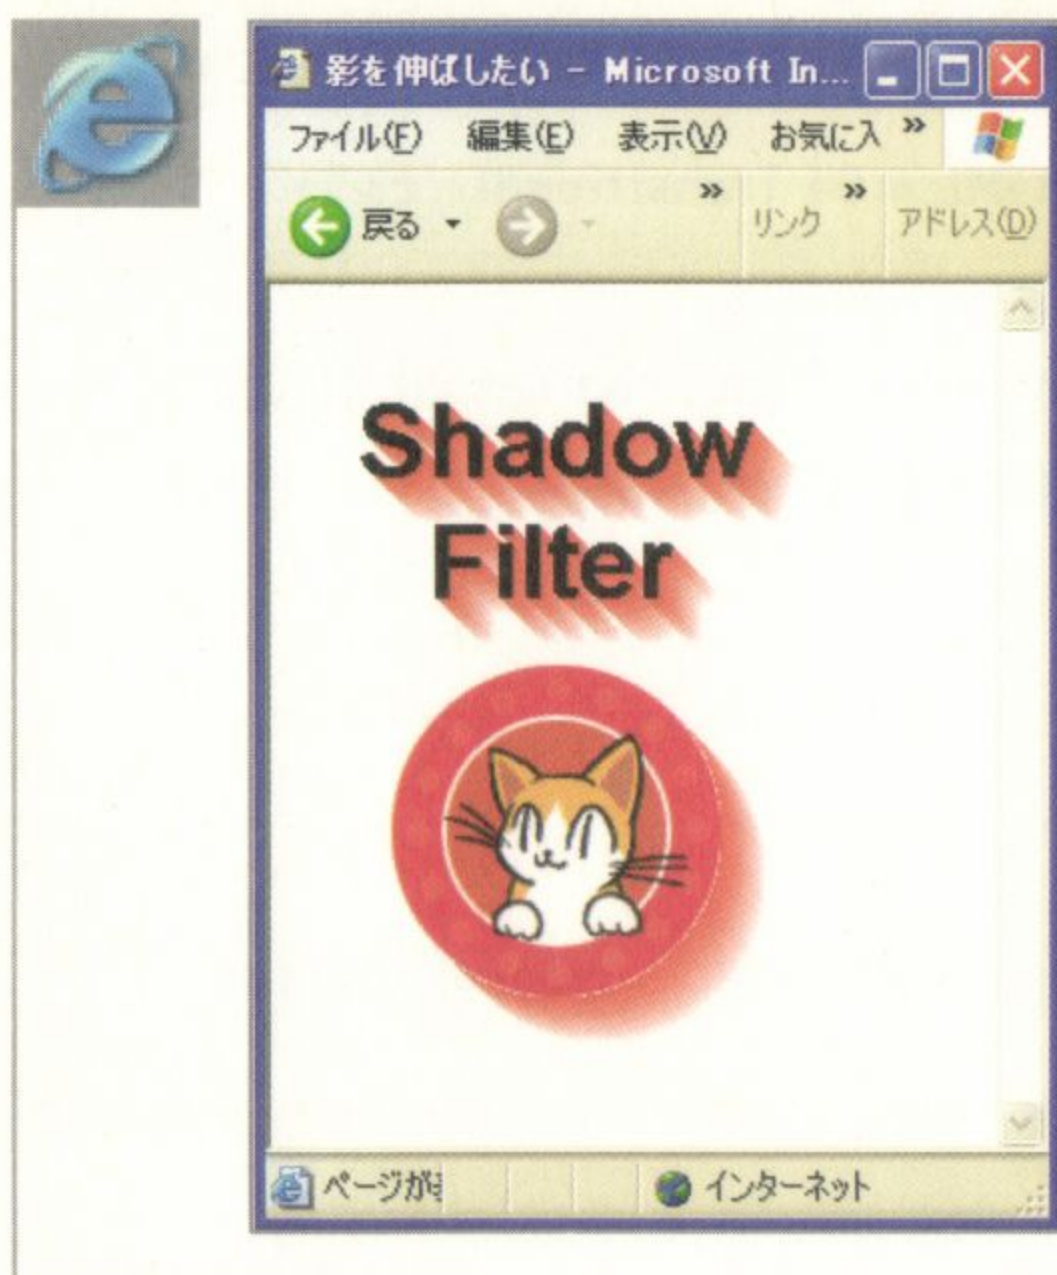 影を伸ばしたい - Microsoft In...
ファイル(F) 編集(E) 表示(V) お気に入 »
戻る » リンク » アドレス(D)
Shadow
Filter
ページが
インターネット